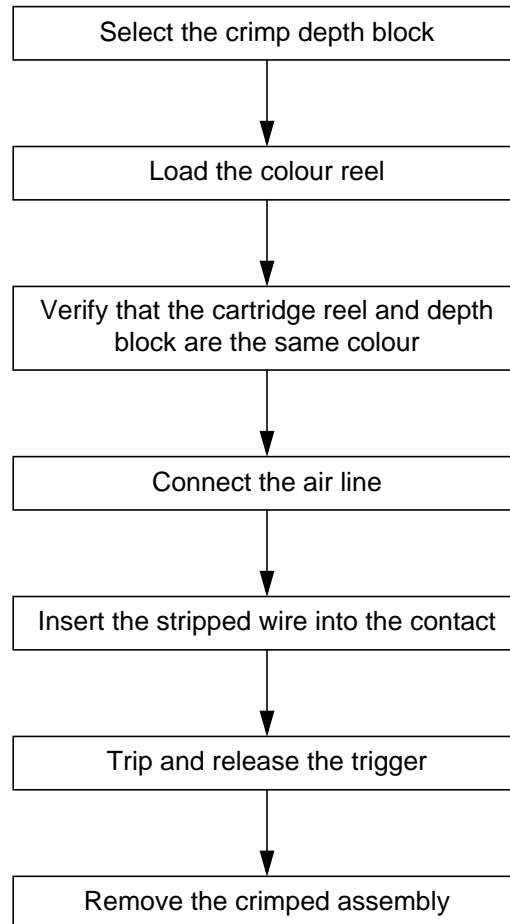 Select the crimp depth block
Load the colour reel
Verify that the cartridge reel and depth
block are the same colour
Connect the air line
Insert the stripped wire into the contact
Trip and release the trigger
Remove the crimped assembly